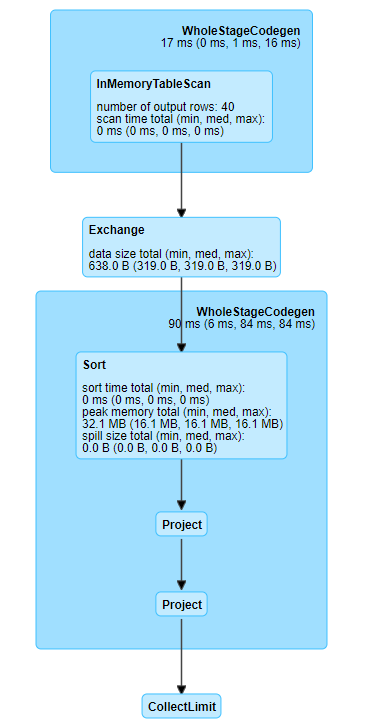 WholeStageCodegen
17 ms (0 ms, 1 ms, 16 ms)
InMemoryTableScan
number of output rows: 40
scan time total (min, med, max):
0 ms (0 ms, 0 ms, 0 ms)
Exchange
data size total (min, med, max):
638.0 B (319.0 B, 319.0 B, 319.0 B)
WholeStageCodegen
90 ms (6 ms, 84 ms, 84 ms)
Sort
sort time total (min, med, max):
0 ms (0 ms, 0 ms, 0 ms)
peak memory total (min, med, max):
32.1 MB (16.1 MB, 16.1 MB, 16.1 MB)
spill size total (min, med, max):
0.0 B (0.0 B, 0.0 B, 0.0 B)
Project
Project
CollectLimit